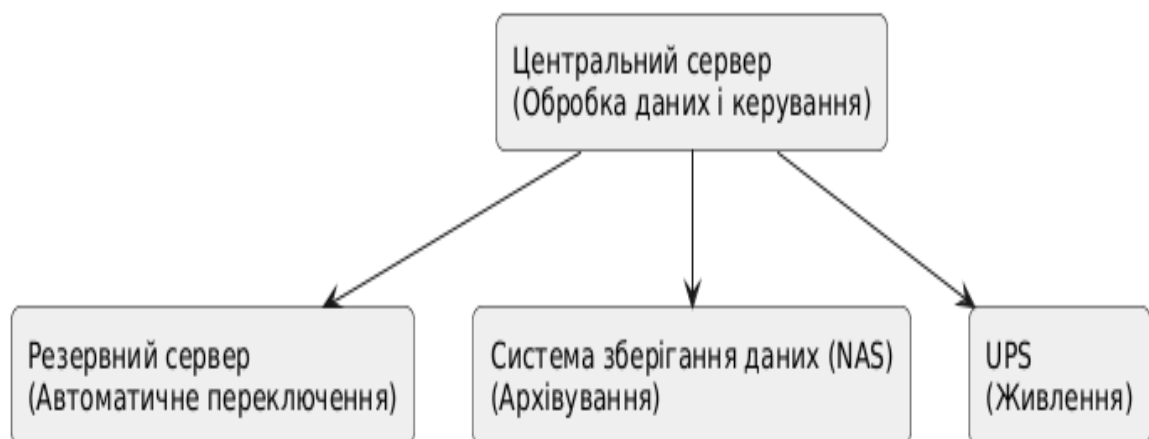 Центральний сервер
(Обробка даних і керування)
Резервний сервер
(Автоматичне переключення)
Система зберігання даних (NAS)
(Архівування)
UPS
(Живлення)